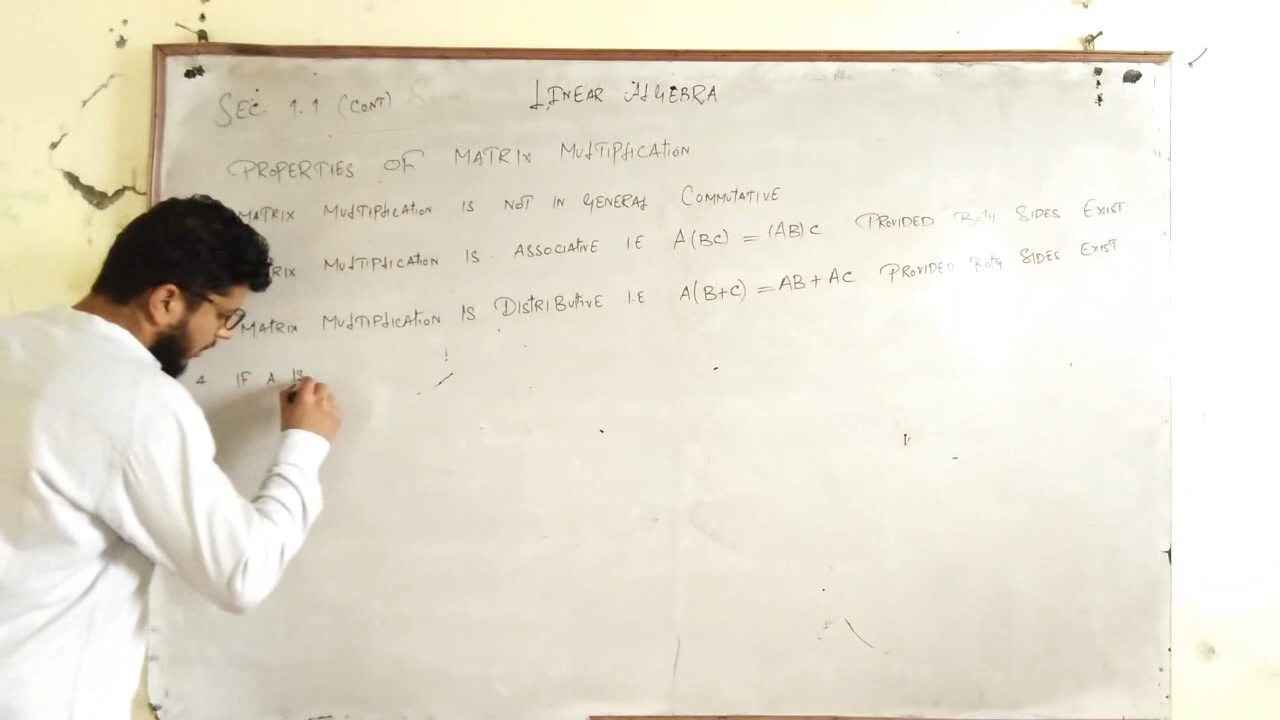 SEC. 1.1 (CONT)
LINEAR ALGEBRA
PROPERTIES OF MATRIX MULTIPLICATION
MATRIX MULTIPLICATION IS NOT IN GENERAL COMMUTATIVE
RIX MULTIPLICATION IS ASSOCIATIVE I.E A(BC) = (AB)C PROVIDED BOTH SIDES EXIST
MATRIX MULTIPLICATION IS DISTRIBUTIVE I.E A(B+C) = AB + AC PROVIDED BOTH SIDES EXIST
4 IF A IS